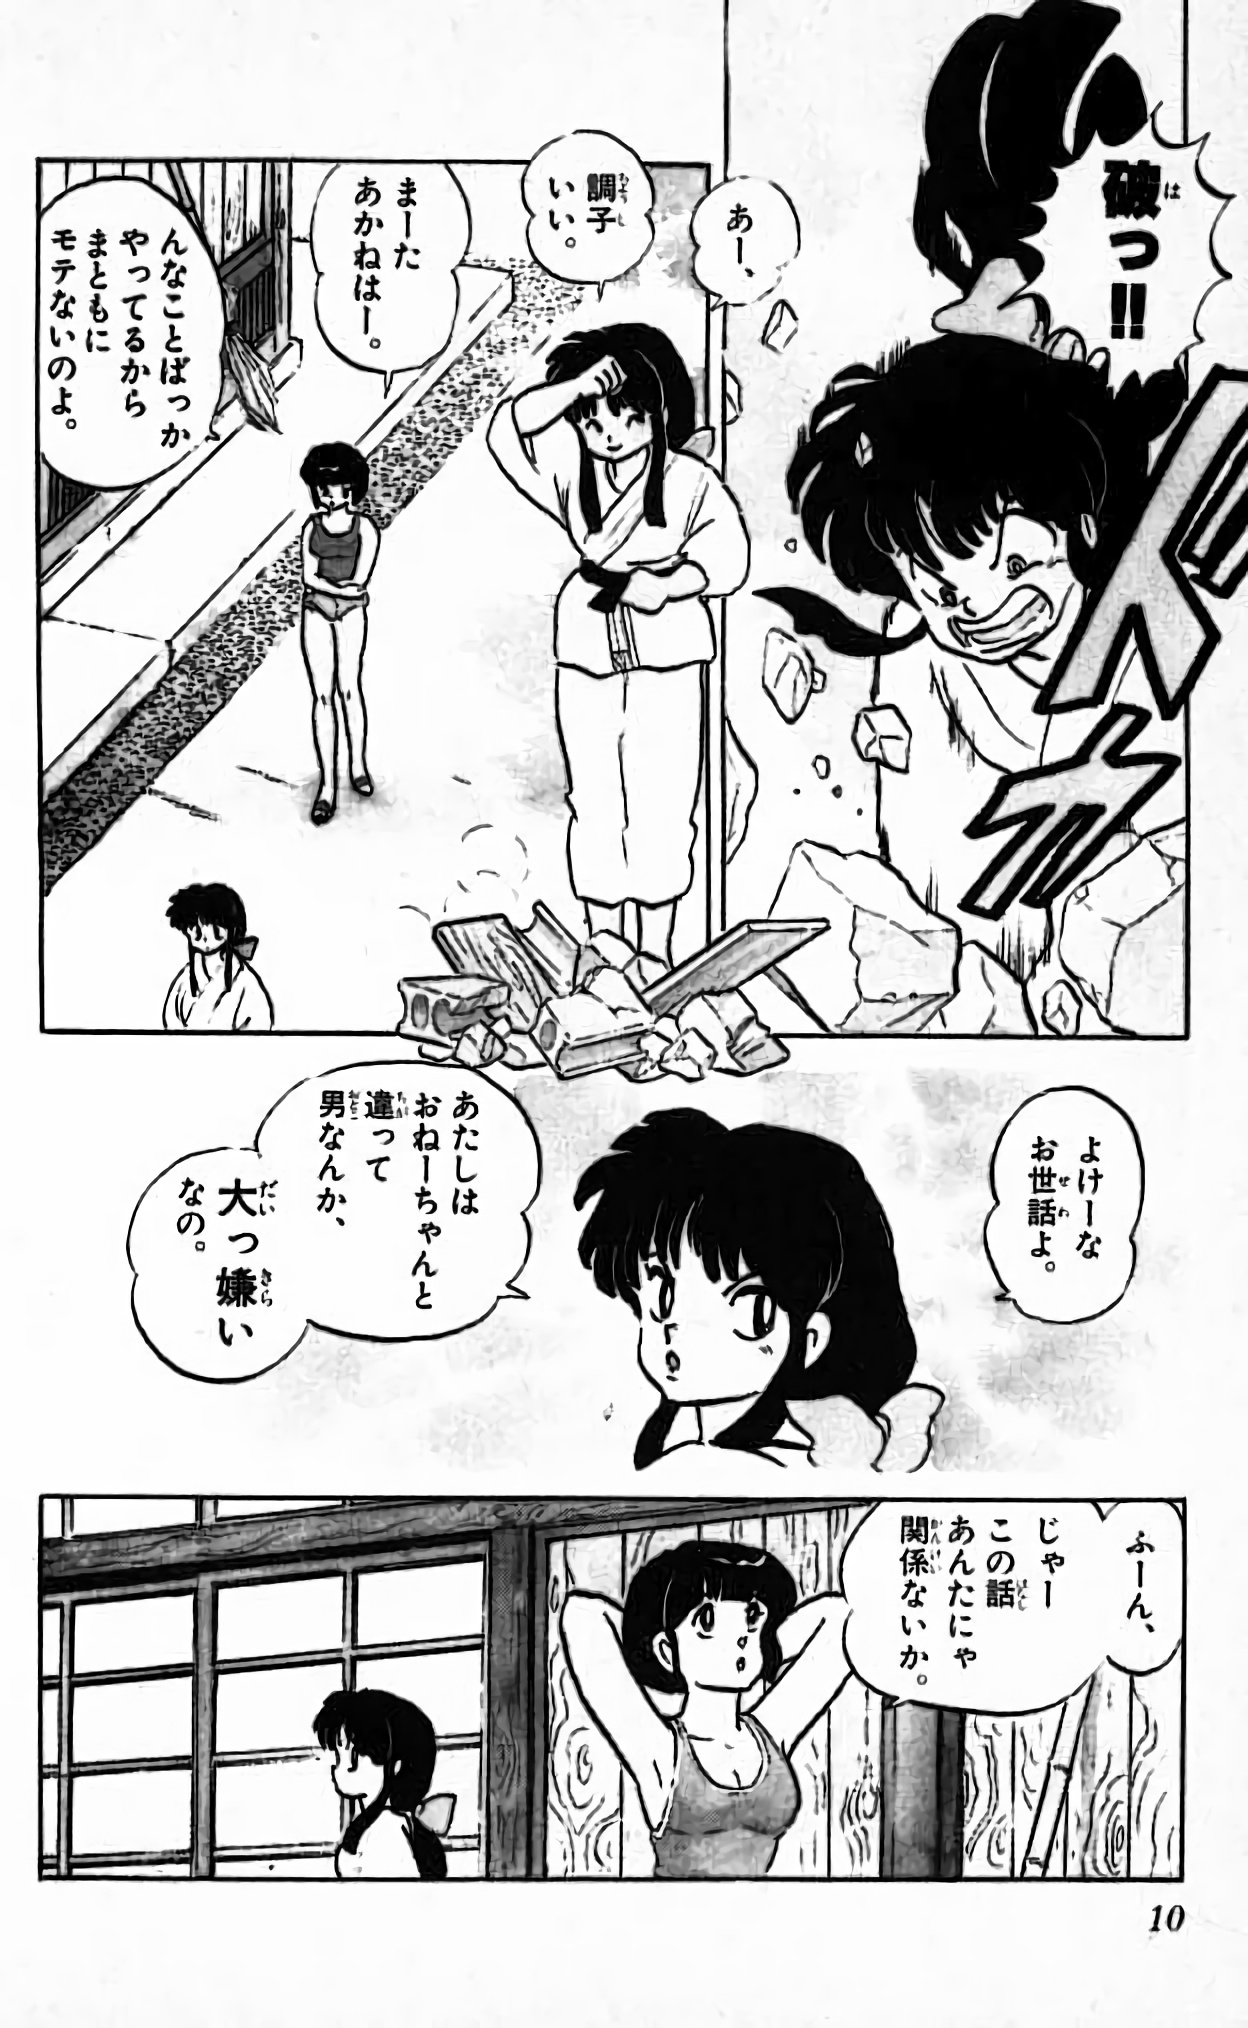 破っ!!
ズガ
あー、
調子
いい。
まーた
あかねはー。
んなことばっか
やってるから
まともに
モテないのよ。
よけーな
お世話よ。
あたしは
おねーちゃんと
違って
男なんか、
大っ嫌い
なの。
ふーん、
じゃー
この話
あんたにゃ
関係ないか。
10